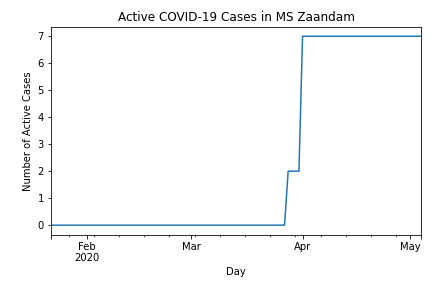 Active COVID-19 Cases in MS Zaandam
Number of Active Cases
7
6
5
4
3
2
1
0
Feb
2020
Mar
Apr
May
Day